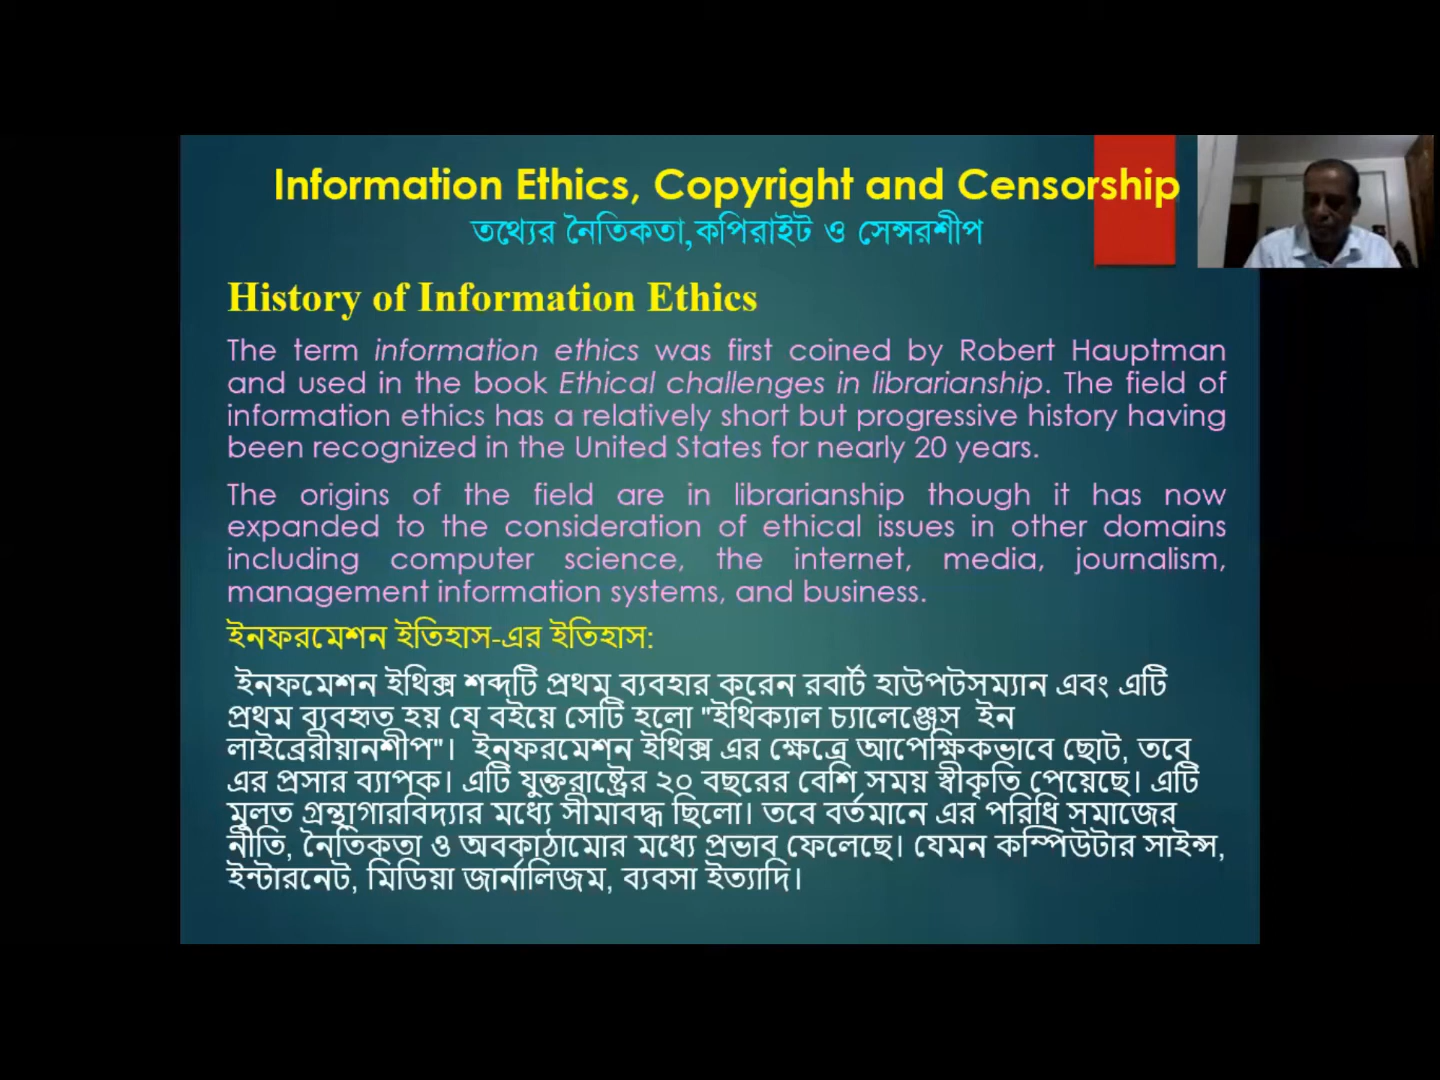 Information Ethics, Copyright and Censorship
তথ্যের নৈতিকতা,কপিরাইট ও সেন্সরশীপ
History of Information Ethics
The term information ethics was first coined by Robert Hauptman
and used in the book Ethical challenges in librarianship. The field of
information ethics has a relatively short but progressive history having
been recognized in the United States for nearly 20 years.
The origins of the field are in librarianship though it has now
expanded to the consideration of ethical issues in other domains
including computer science, the internet, media, journalism,
management information systems, and business.
ইনফরমেশন ইতিহাস-এর ইতিহাস:
ইনফমেশন ইথিক্স শব্দটি প্রথম ব্যবহার করেন রবার্ট হাউপটসম্যান এবং এটি
প্রথম ব্যবহৃত হয় যে বইয়ে সেটি হলো "ইথিক্যাল চ্যালেঞ্জেস ইন
লাইব্রেরীয়ানশীপ"। ইনফরমেশন ইথিক্স এর ক্ষেত্রে আপেক্ষিকভাবে ছোট, তবে
এর প্রসার ব্যাপক। এটি যুক্তরাষ্ট্রের ২০ বছরের বেশি সময় স্বীকৃতি পেয়েছে। এটি
মূলত গ্রন্থাগারবিদ্যার মধ্যে সীমাবদ্ধ ছিলো। তবে বর্তমানে এর পরিধি সমাজের
নীতি, নৈতিকতা ও অবকাঠামোর মধ্যে প্রভাব ফেলেছে। যেমন কম্পিউটার সাইন্স,
ইন্টারনেট, মিডিয়া জার্নালিজম, ব্যবসা ইত্যাদি।